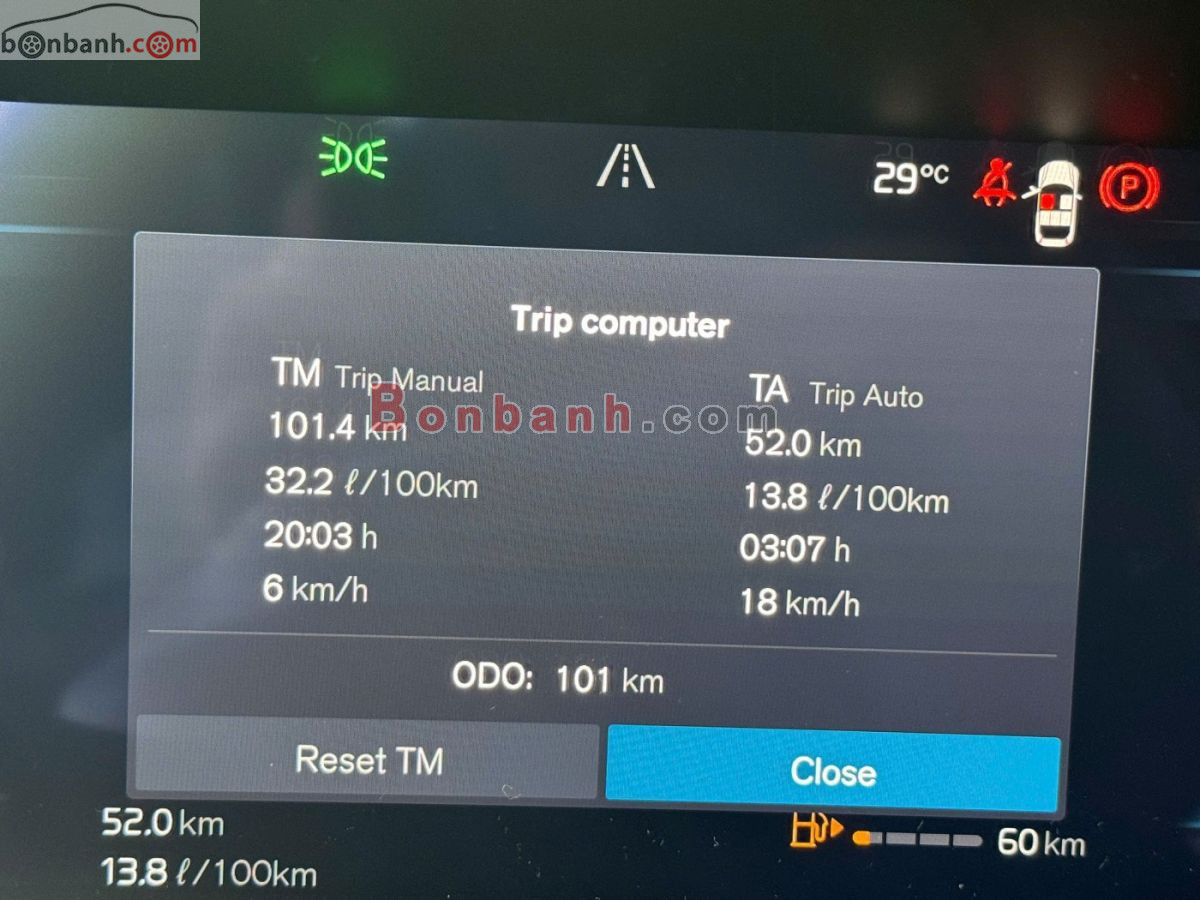 bonbanh.com
29°C
P
Trip computer
TM Trip Manual
TA Trip Auto
Bonbanh.com
101.4 km
52.0 km
32.2 ℓ/100km
13.8 ℓ/100km
20:03 h
03:07 h
6 km/h
18 km/h
ODO: 101 km
Reset TM
Close
52.0 km
60 km
13.8 ℓ/100km